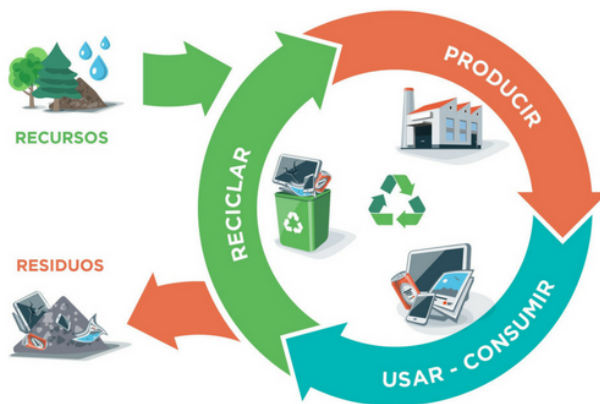 RECURSOS
PRODUCIR
RECICLAR
RESIDUOS
USAR - CONSUMIR